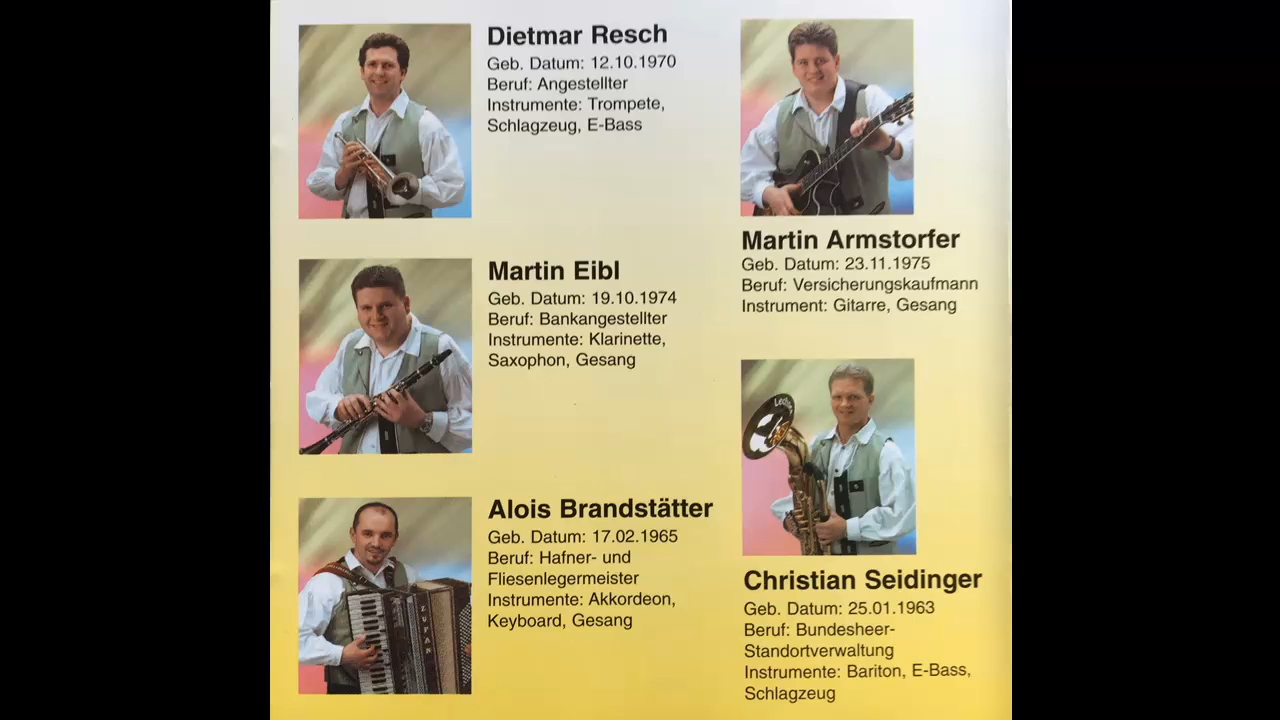 Dietmar Resch
Geb. Datum: 12.10.1970
Beruf: Angestellter
Instrumente: Trompete,
Schlagzeug, E-Bass
Martin Eibl
Geb. Datum: 19.10.1974
Beruf: Bankangestellter
Instrumente: Klarinette,
Saxophon, Gesang
Alois Brandstätter
Geb. Datum: 17.02.1965
Beruf: Hafner- und
Fliesenlegermeister
Instrumente: Akkordeon,
Keyboard, Gesang
ZUPAN
Martin Armstorfer
Geb. Datum: 23.11.1975
Beruf: Versicherungskaufmann
Instrument: Gitarre, Gesang
Christian Seidinger
Geb. Datum: 25.01.1963
Beruf: Bundesheer-
Standortverwaltung
Instrumente: Bariton, E-Bass,
Schlagzeug